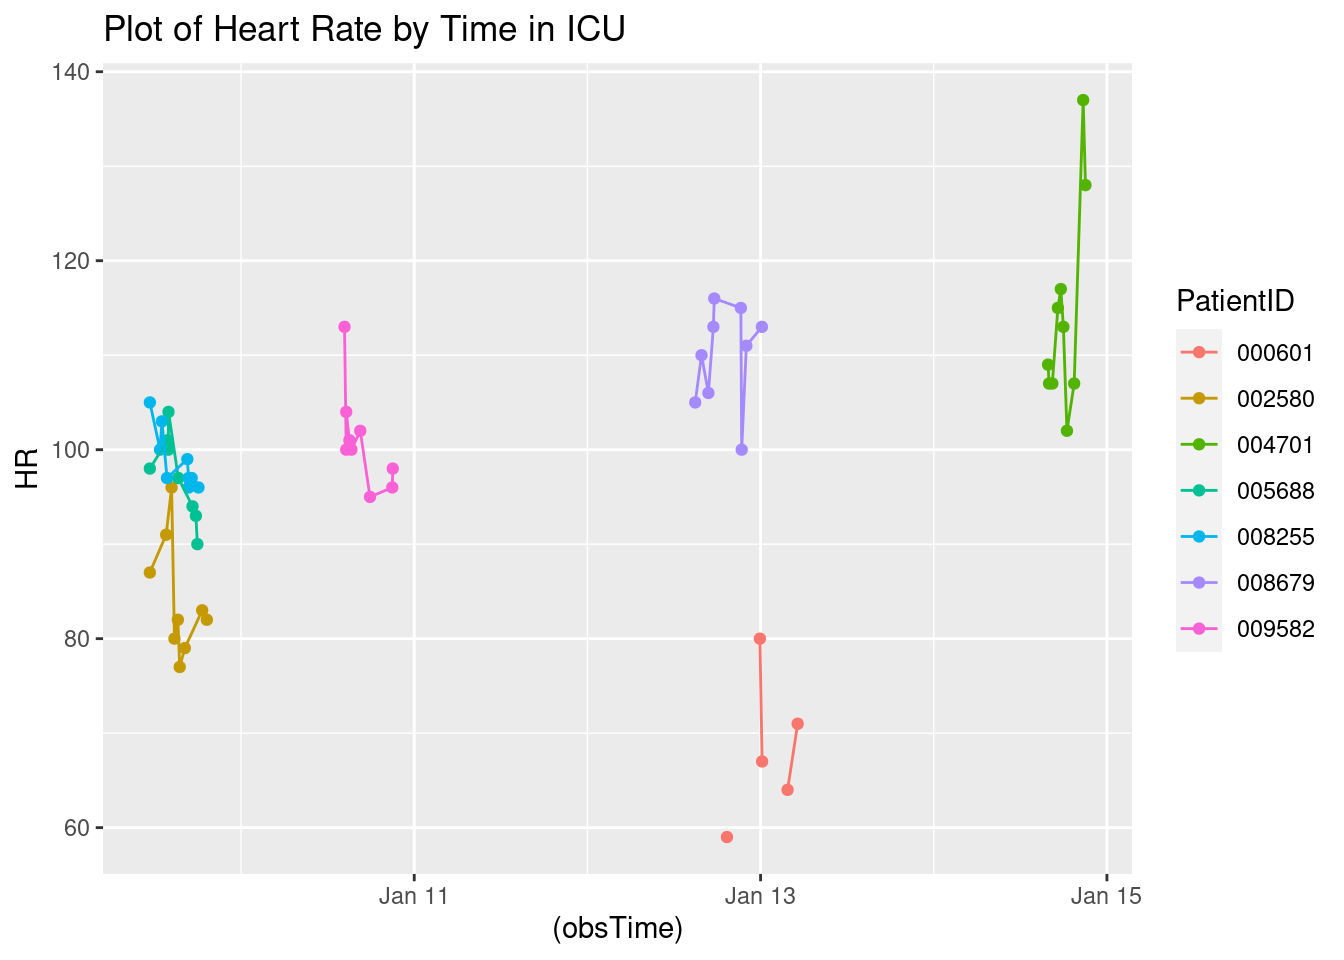 Plot of Heart Rate by Time in ICU
140
120
100
80
60
HR
Jan 11
Jan 13
Jan 15
(obsTime)
PatientID
000601
002580
004701
005688
008255
008679
009582